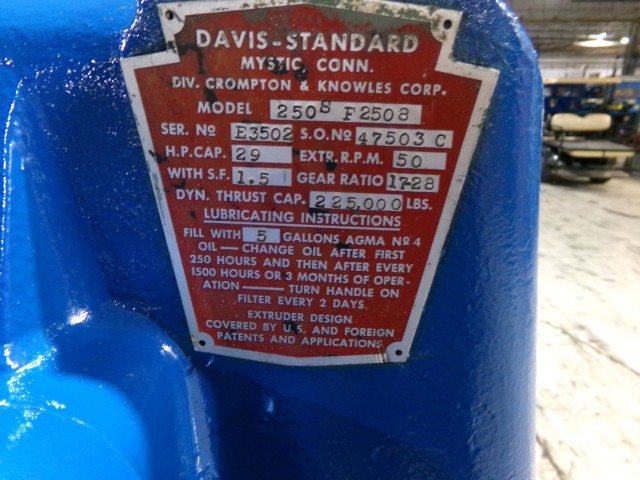 DAVIS-STANDARD
MYSTIC, CONN.
DIV. CROMPTON & KNOWLES CORP.
MODEL 250S F2508
SER. Nº E3502 S.O.Nº 47503 C
H.P.CAP. 29 EXTR.R.P.M. 50
WITH S.F. 1.5 GEAR RATIO 1728
DYN. THRUST CAP. 225,000 LBS.
LUBRICATING INSTRUCTIONS
FILL WITH 5 GALLONS AGMA Nº 4
OIL — CHANGE OIL AFTER FIRST
250 HOURS AND THEN AFTER EVERY
1500 HOURS OR 3 MONTHS OF OPER-
ATION — TURN HANDLE ON
FILTER EVERY 2 DAYS.
EXTRUDER DESIGN
COVERED BY U.S. AND FOREIGN
PATENTS AND APPLICATIONS